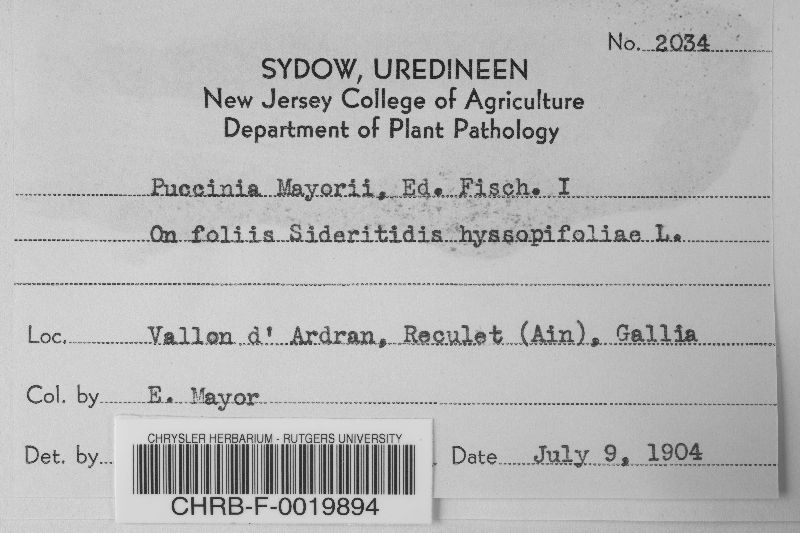 No. 2034
SYDOW, UREDINEEN
New Jersey College of Agriculture
Department of Plant Pathology
Puccinia Mayorii, Ed. Fisch. I
On foliis Sideritidis hyssopifoliae L.
Loc. Vallon d' Ardran, Reculet (Ain), Gallia
Col. by E. Mayor
Det. by Date July 9, 1904
CHRYSLER HERBARIUM - RUTGERS UNIVERSITY
CHRB-F-0019894